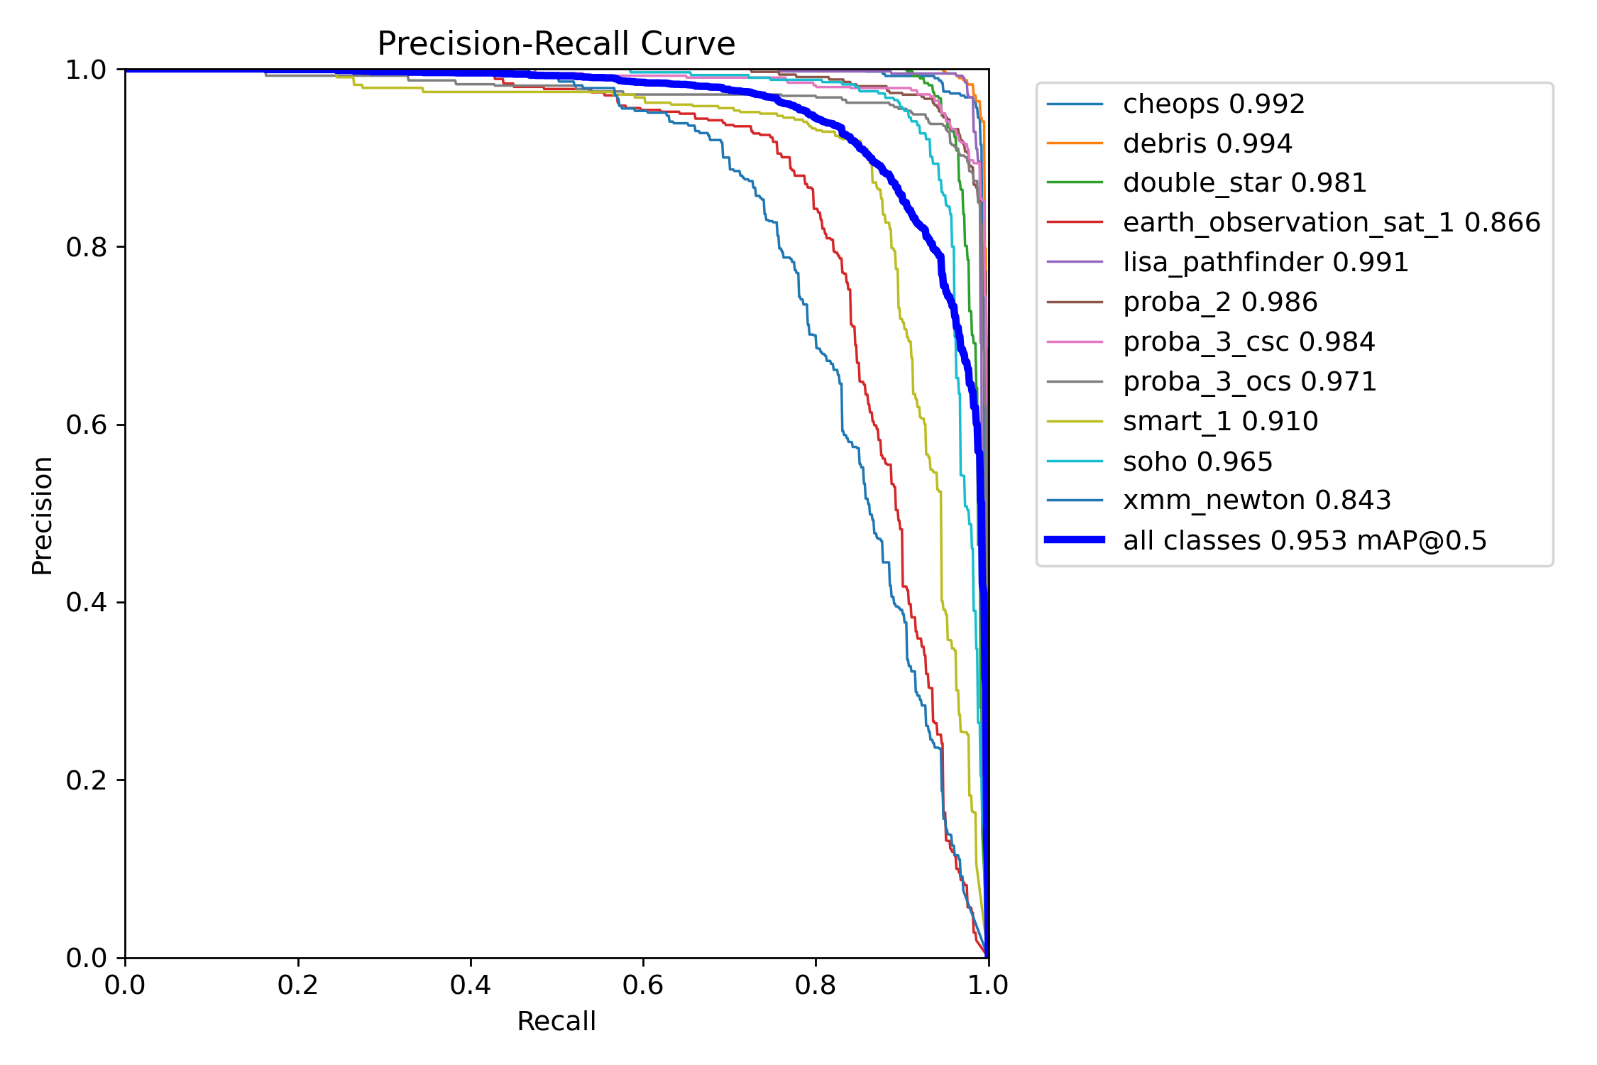 Precision-Recall Curve
1.0
0.8
0.6
0.4
0.2
0.0
Precision
0.0 0.2 0.4 0.6 0.8 1.0
Recall
cheops 0.992
debris 0.994
double_star 0.981
earth_observation_sat_1 0.866
lisa_pathfinder 0.991
proba_2 0.986
proba_3_csc 0.984
proba_3_ocs 0.971
smart_1 0.910
soho 0.965
xmm_newton 0.843
all classes 0.953 mAP@0.5